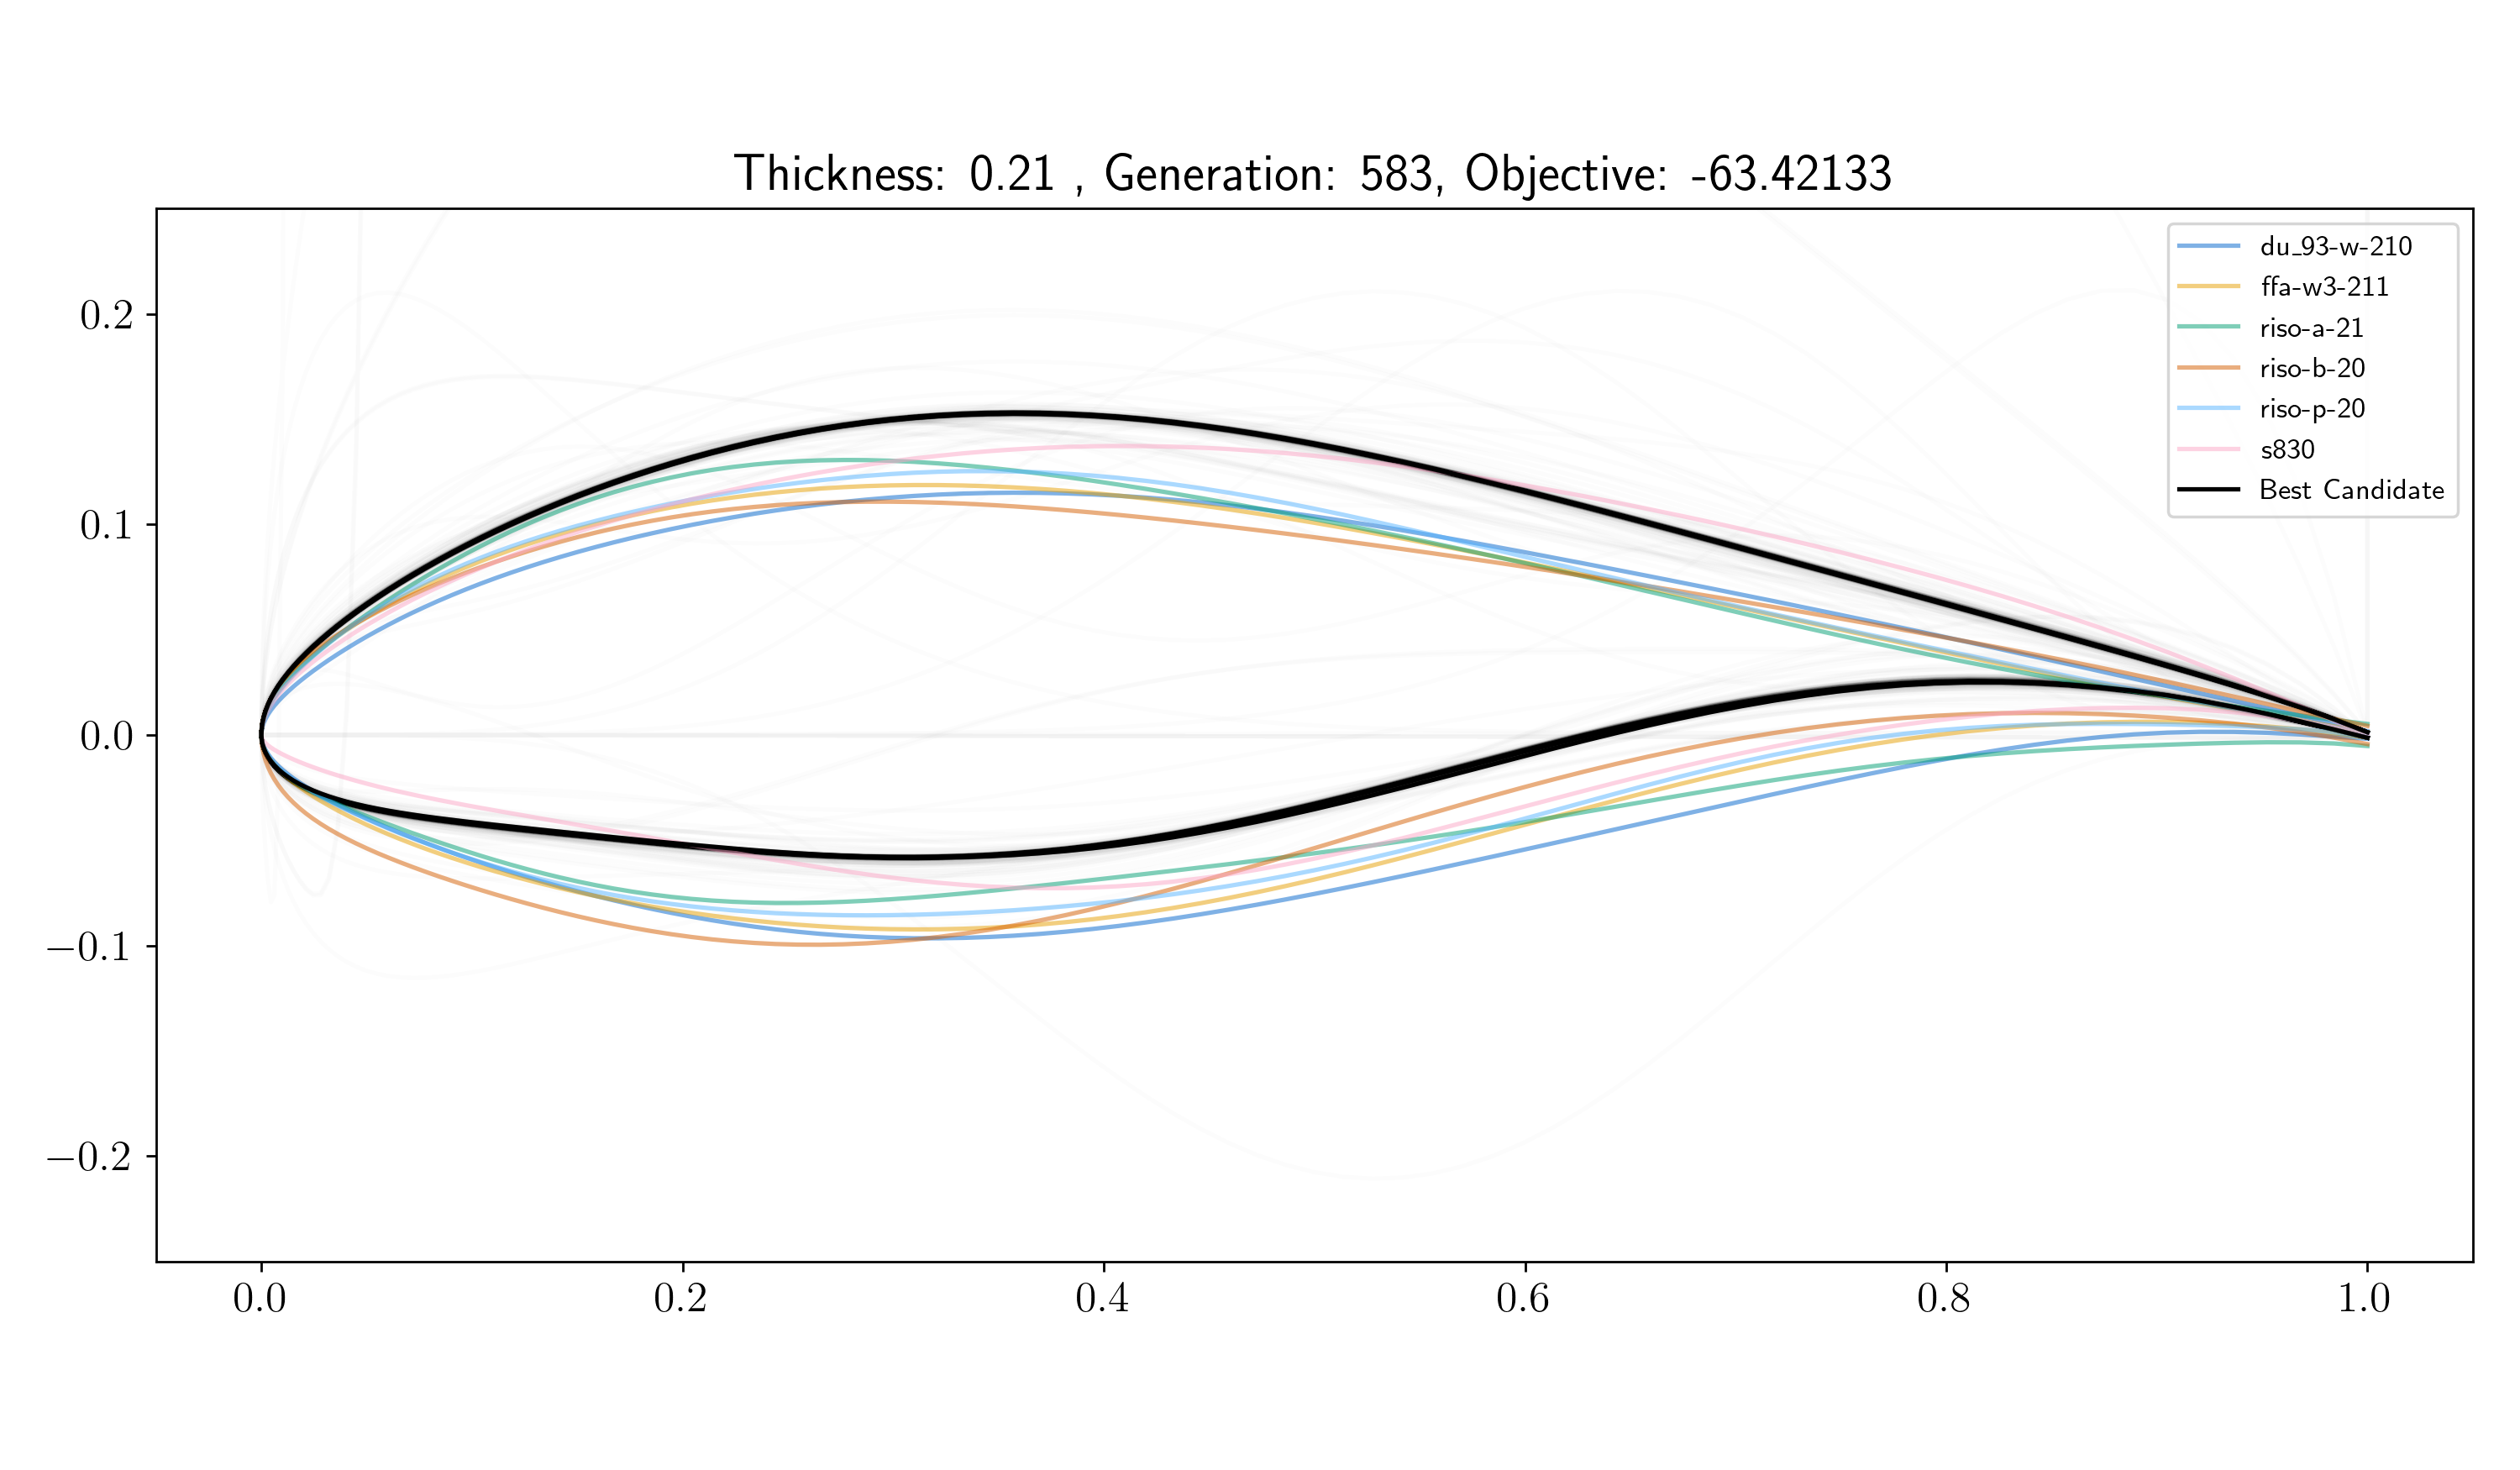 Thickness: 0.21 , Generation: 583, Objective: -63.42133
du_93-w-210
ffa-w3-211
riso-a-21
riso-b-20
riso-p-20
s830
Best Candidate
0.2
0.1
0.0
−0.1
−0.2
0.0 0.2 0.4 0.6 0.8 1.0